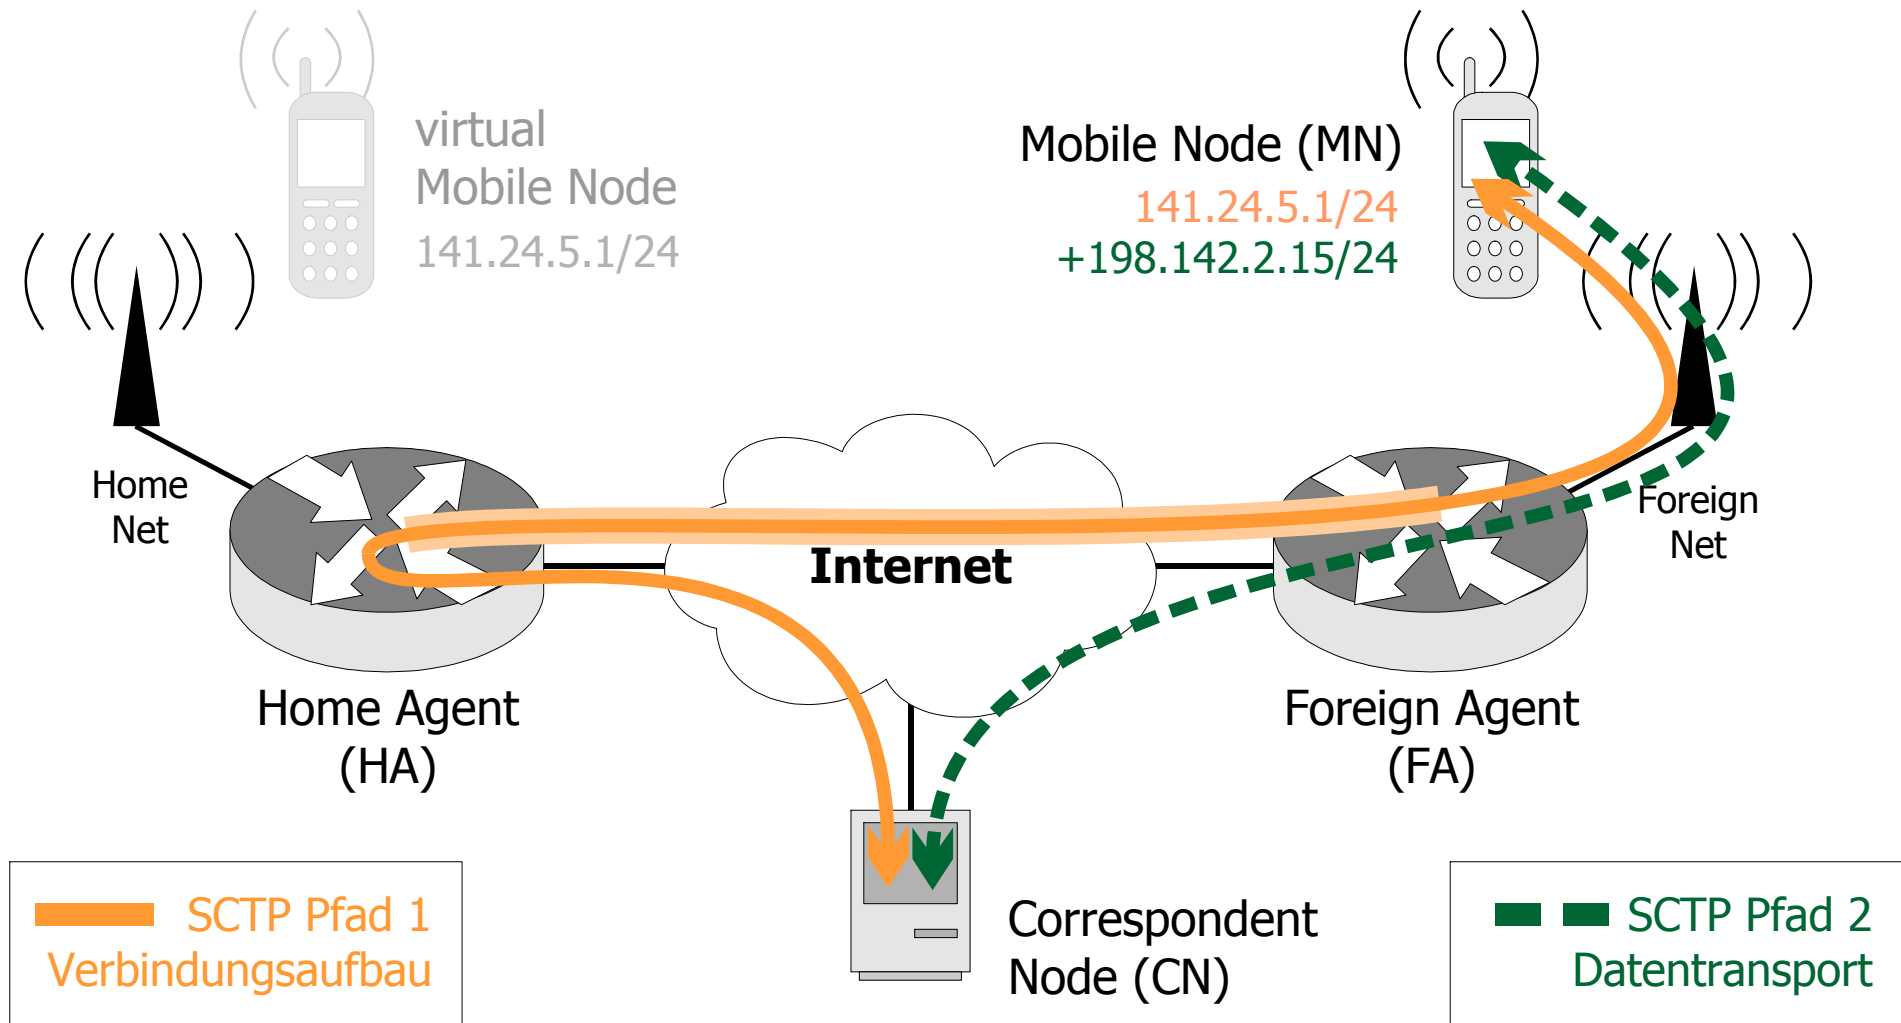 virtual
Mobile Node
141.24.5.1/24
Mobile Node (MN)
141.24.5.1/24
+198.142.2.15/24
Home
Net
Foreign
Net
Internet
Home Agent
(HA)
Foreign Agent
(FA)
Correspondent
Node (CN)
SCTP Pfad 1
Verbindungsaufbau
SCTP Pfad 2
Datentransport